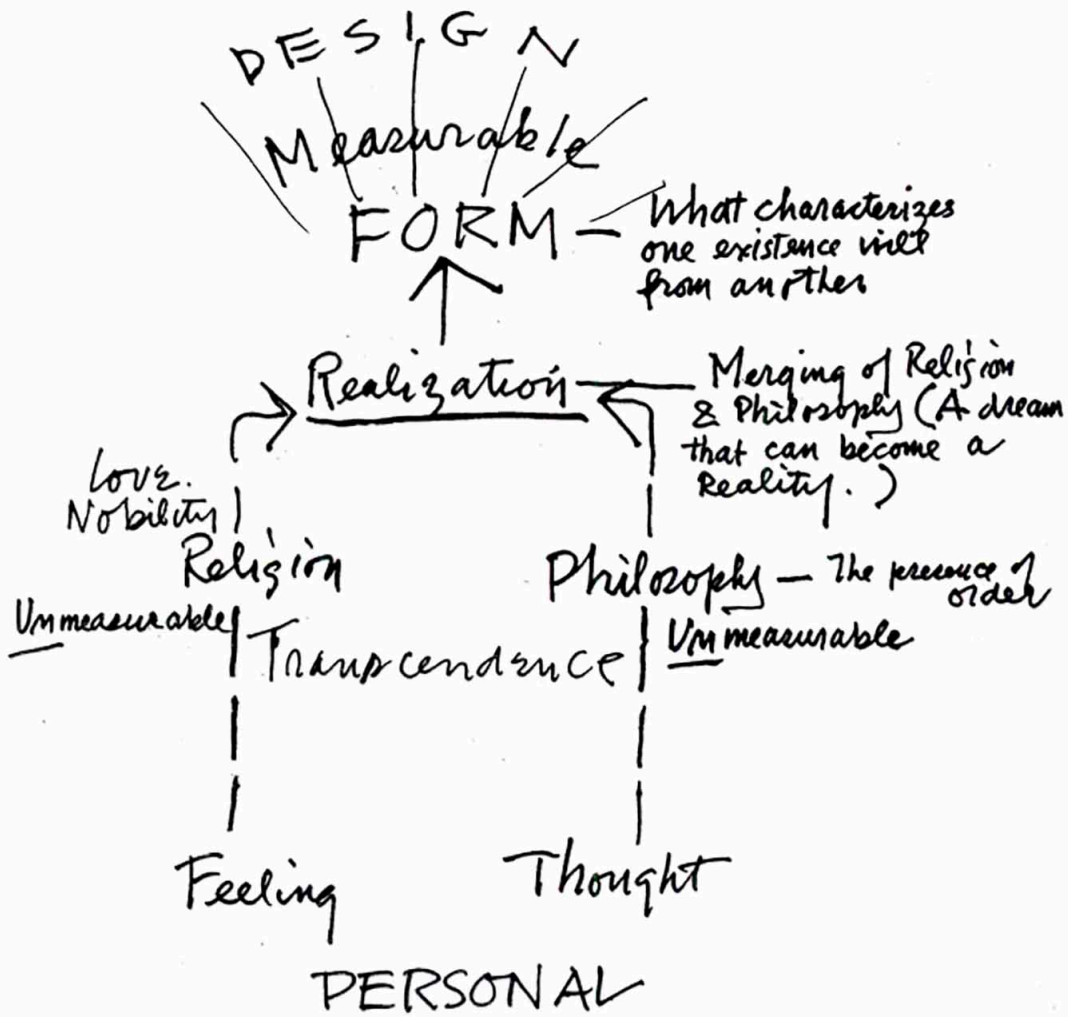 DESIGN
Measurable
FORM — What characterizes
one existence will
from another
Realization — Merging of Religion
& Philosophy (A dream
that can become a
Reality.)
Love.
Nobility
Religion
Philosophy — The presence of
order
Unmeasurable
Transcendence
Unmeasurable
Feeling
Thought
PERSONAL